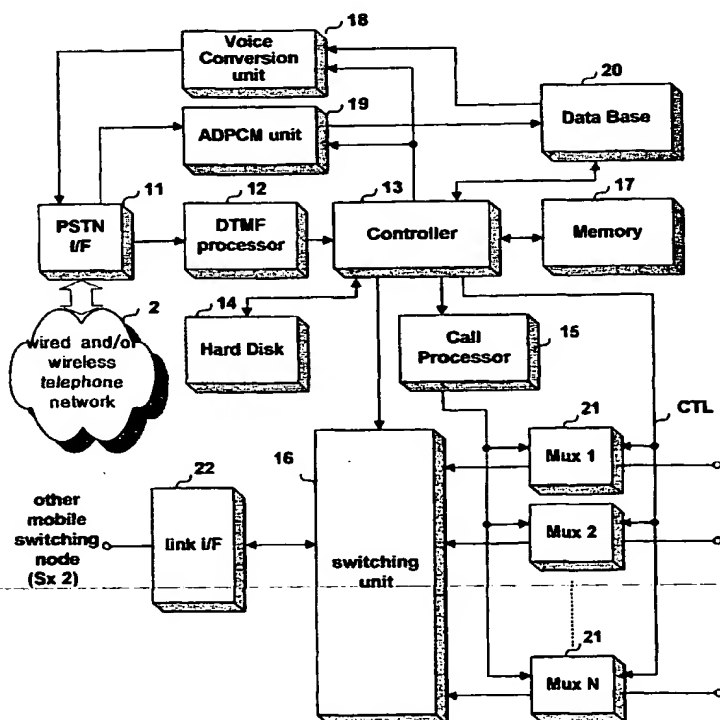 18
Voice
Conversion
unit
20
Data Base
19
ADPCM unit
11
PSTN
I/F
12
DTMF
processor
13
Controller
17
Memory
2
wired and/or
wireless
telephone
network
14
Hard Disk
Call
Processor
15
CTL
21
Mux 1
16
switching
unit
22
link I/F
other
mobile
switching
node
(Sx 2)
Mux 2
21
Mux N